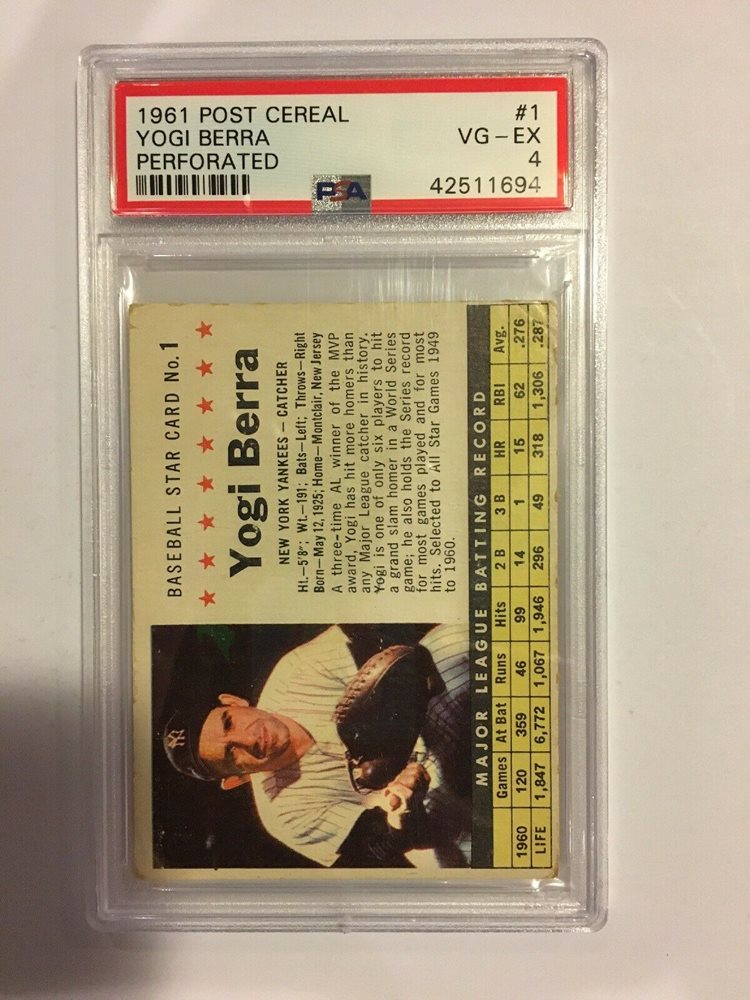 1961 POST CEREAL #1
YOGI BERRA VG-EX
PERFORATED 4
PSA 42511694
BASEBALL STAR CARD No. 1
Yogi Berra
NEW YORK YANKEES – CATCHER
Ht.–5'8"; Wt.–191; Bats–Left; Throws–Right
Born–May 12, 1925; Home–Montclair, New Jersey
A three-time AL winner of the MVP
award, Yogi has hit more homers than
any Major League catcher in history.
Yogi is one of only six players to hit
a grand slam homer in a World Series
game; he also holds the Series record
for most games played and for most
hits. Selected to All Star Games 1949
to 1960.
NY
MAJOR LEAGUE BATTING RECORD
Games At Bat Runs Hits 2 B 3 B HR RBI Avg.
1960 120 359 46 99 14 1 15 62 .276
LIFE 1,847 6,772 1,067 1,946 296 49 318 1,306 .287